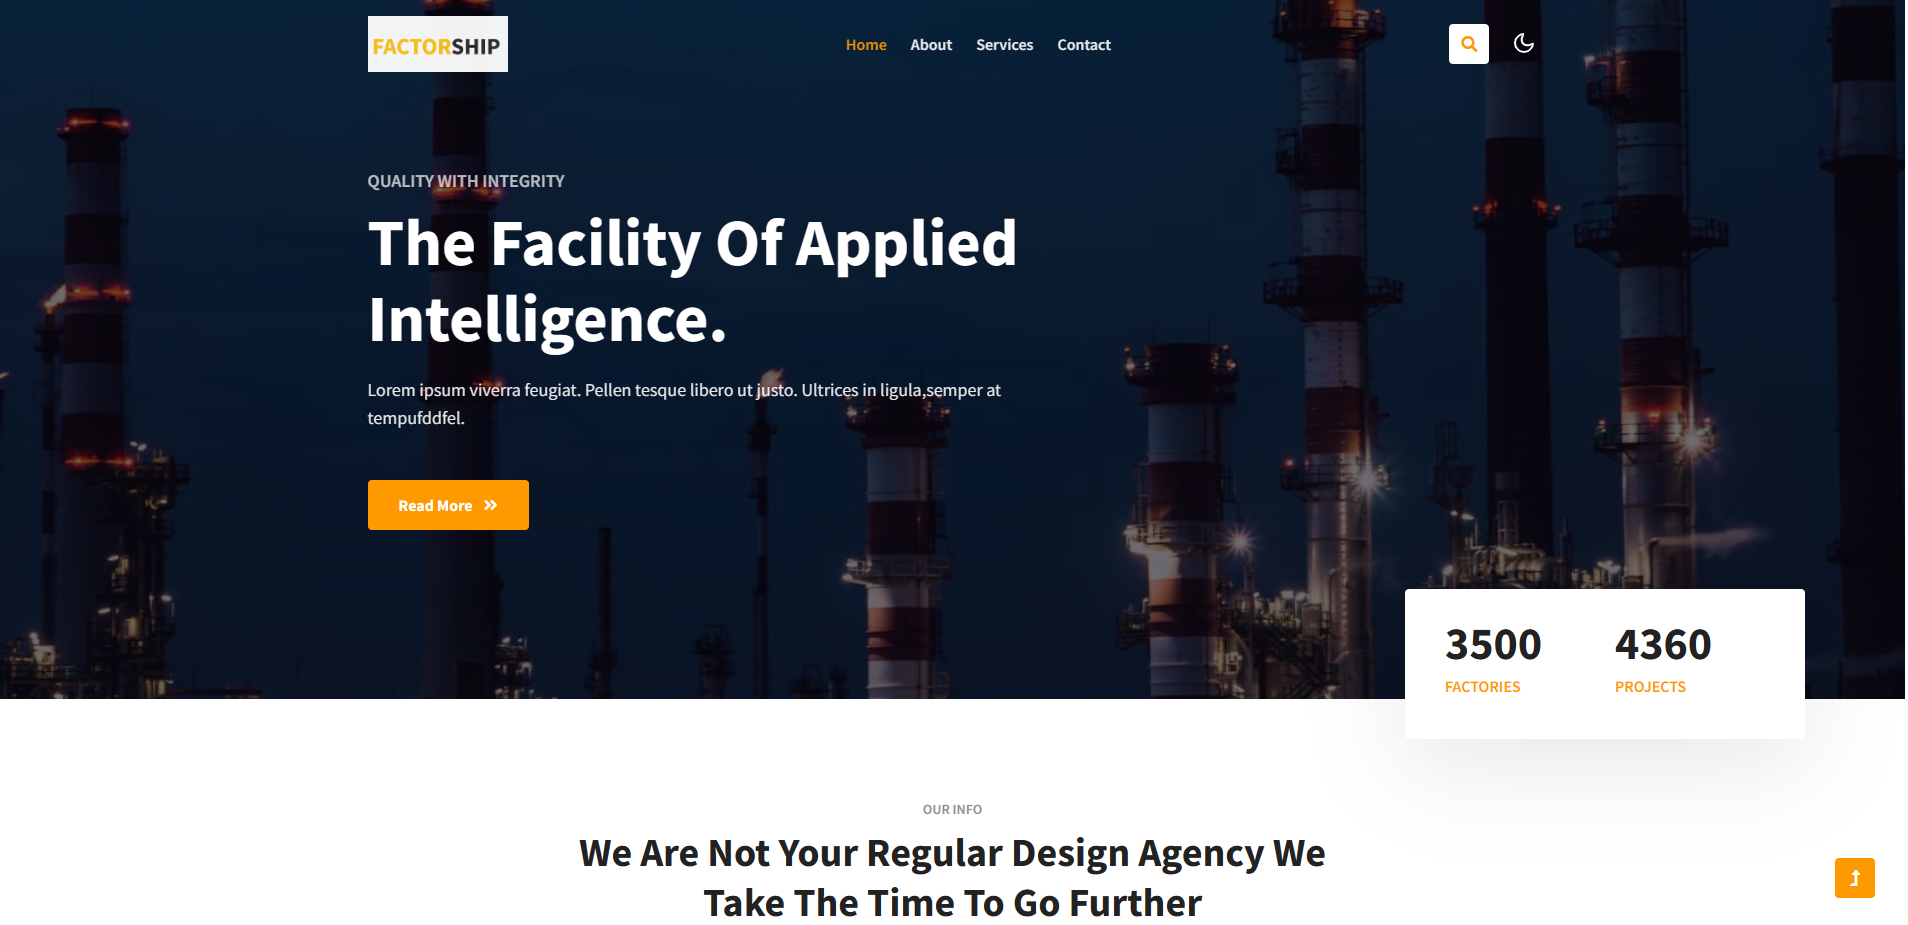 FACTORSHIP
Home About Services Contact
QUALITY WITH INTEGRITY
The Facility Of Applied
Intelligence.
Lorem ipsum viverra feugiat. Pellen tesque libero ut justo. Ultrices in ligula,semper at
tempufddfel.
Read More
3500 4360
FACTORIES PROJECTS
OUR INFO
We Are Not Your Regular Design Agency We
Take The Time To Go Further